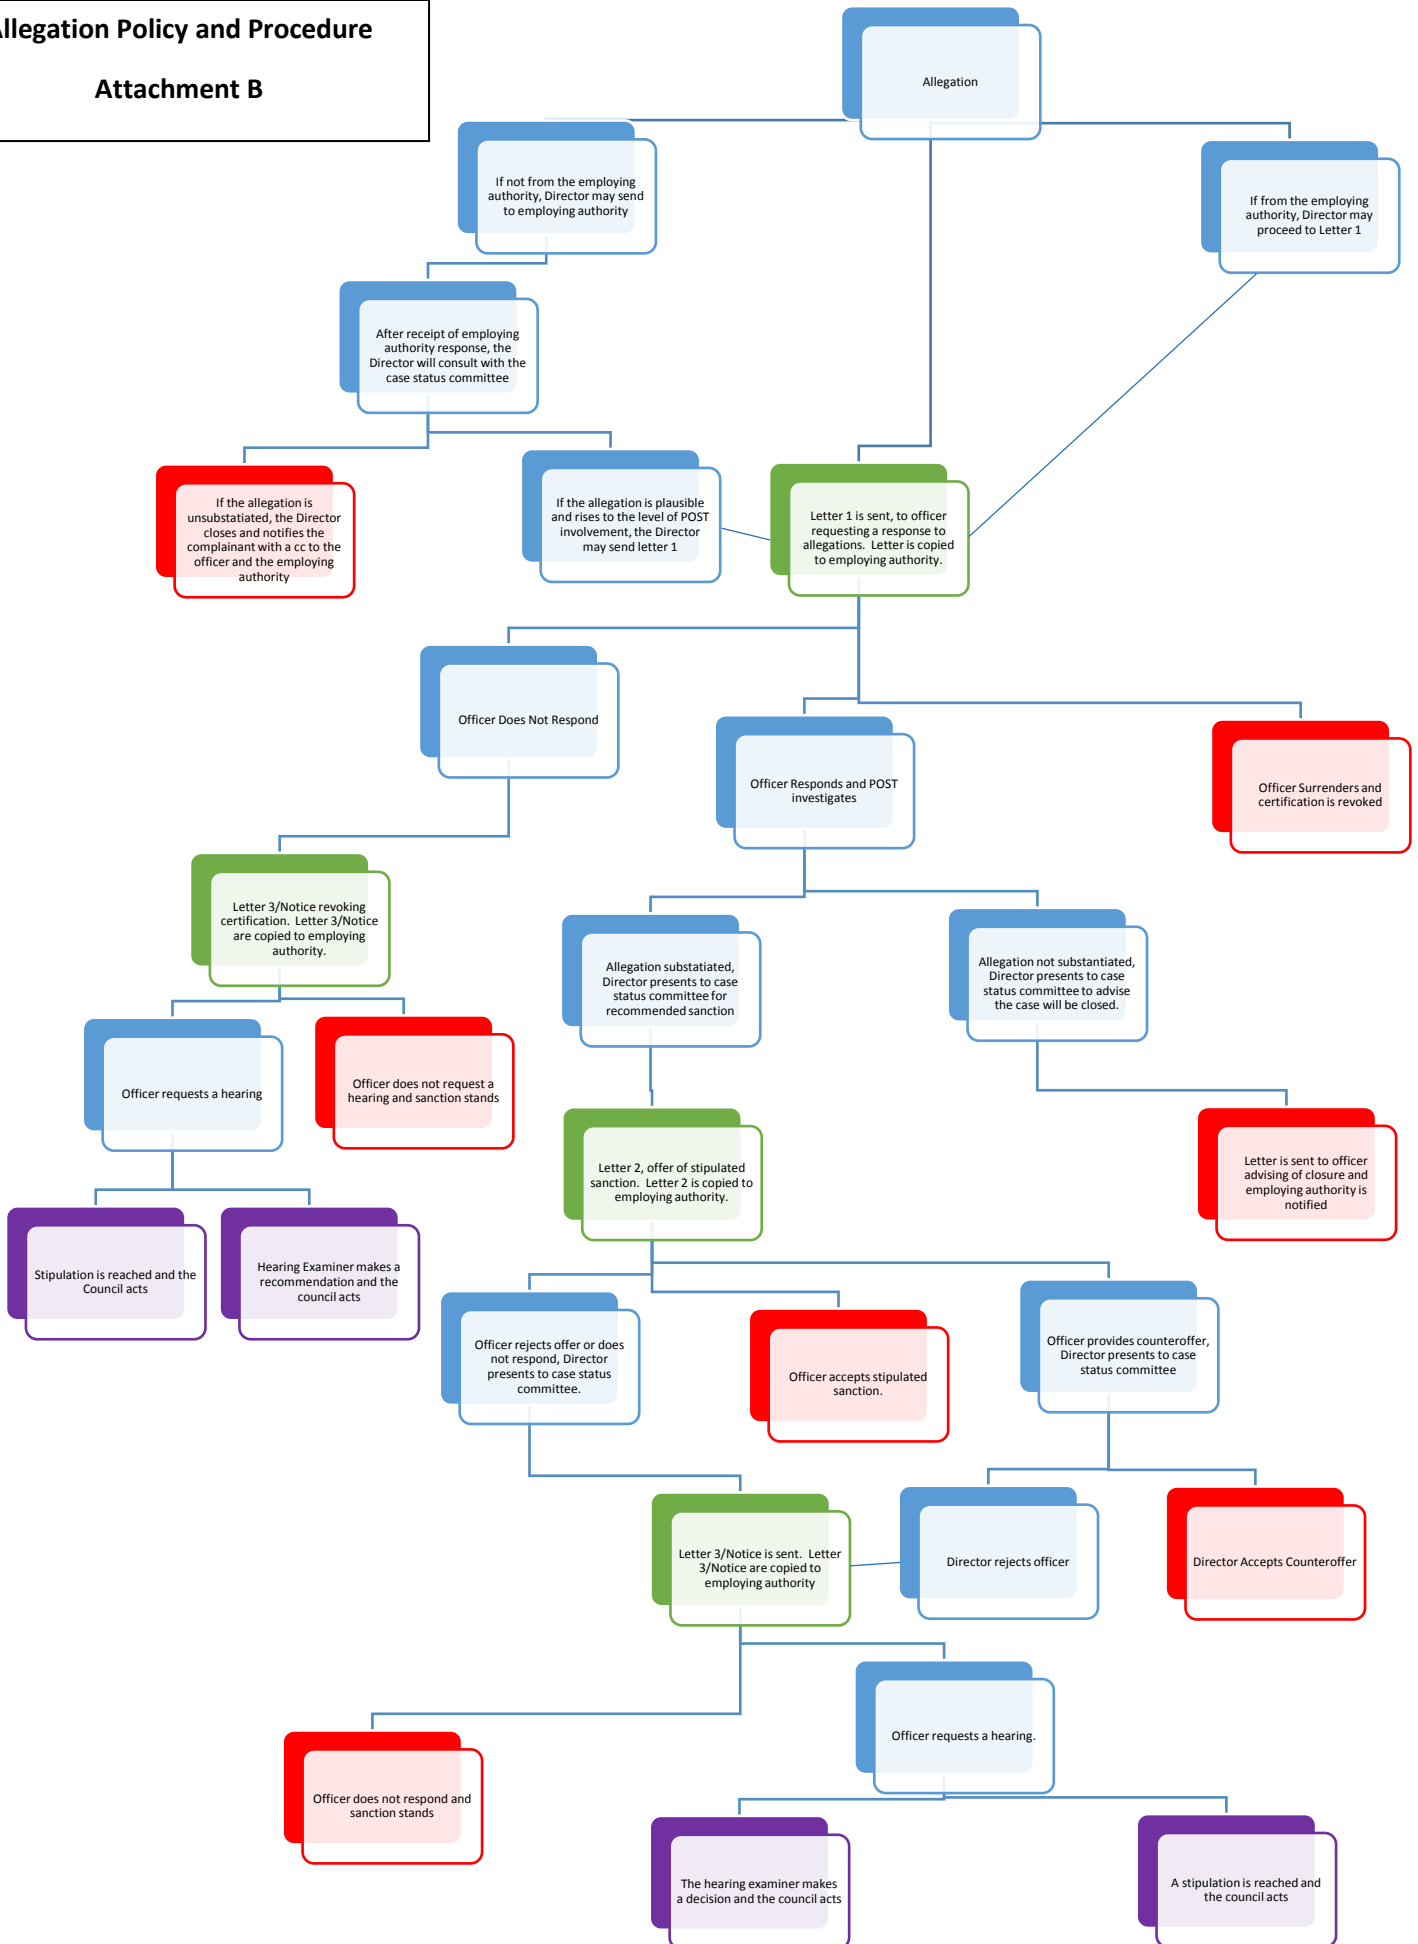 Allegation Policy and Procedure
Attachment B
Allegation
If not from the employing
authority, Director may send
to employing authority
If from the employing
authority, Director may
proceed to Letter 1
After receipt of employing
authority response, the
Director will consult with the
case status committee
If the allegation is
unsubstatiated, the Director
closes and notifies the
complainant with a cc to the
officer and the employing
authority
If the allegation is plausible
and rises to the level of POST
involvement, the Director
may send letter 1
Letter 1 is sent, to officer
requesting a response to
allegations.  Letter is copied
to employing authority.
Officer Does Not Respond
Officer Responds and POST
investigates
Officer Surrenders and
certification is revoked
Letter 3/Notice revoking
certification.  Letter 3/Notice
are copied to employing
authority.
Allegation substatiated,
Director presents to case
status committee for
recommended sanction
Allegation not substantiated,
Director presents to case
status committee to advise
the case will be closed.
Officer requests a hearing
Officer does not request a
hearing and sanction stands
Letter 2, offer of stipulated
sanction.  Letter 2 is copied to
employing authority.
Letter is sent to officer
advising of closure and
employing authority is
notified
Stipulation is reached and the
Council acts
Hearing Examiner makes a
recommendation and the
council acts
Officer rejects offer or does
not respond, Director
presents to case status
committee.
Officer accepts stipulated
sanction.
Officer provides counteroffer,
Director presents to case
status committee
Letter 3/Notice is sent.  Letter
3/Notice are copied to
employing authority
Director rejects officer
Director Accepts Counteroffer
Officer requests a hearing.
Officer does not respond and
sanction stands
The hearing examiner makes
a decision and the council acts
A stipulation is reached and
the council acts